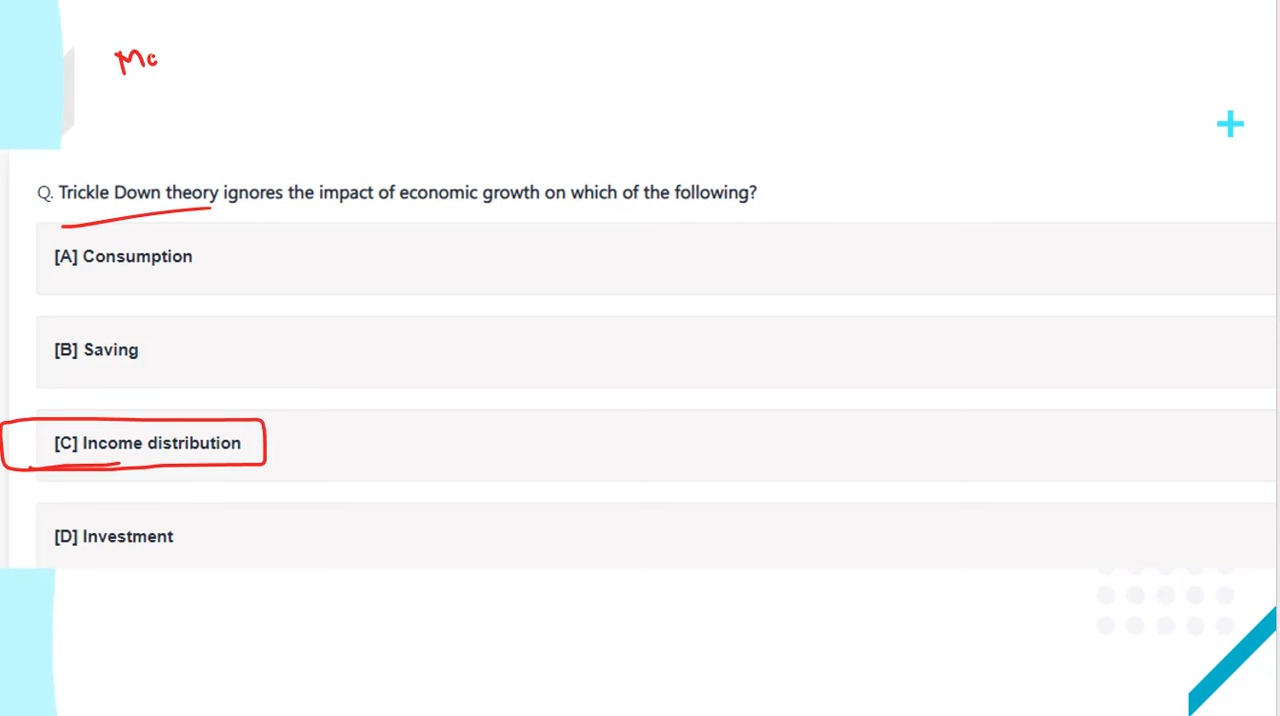 Mo
Q. Trickle Down theory ignores the impact of economic growth on which of the following?
[A] Consumption
[B] Saving
[C] Income distribution
[D] Investment